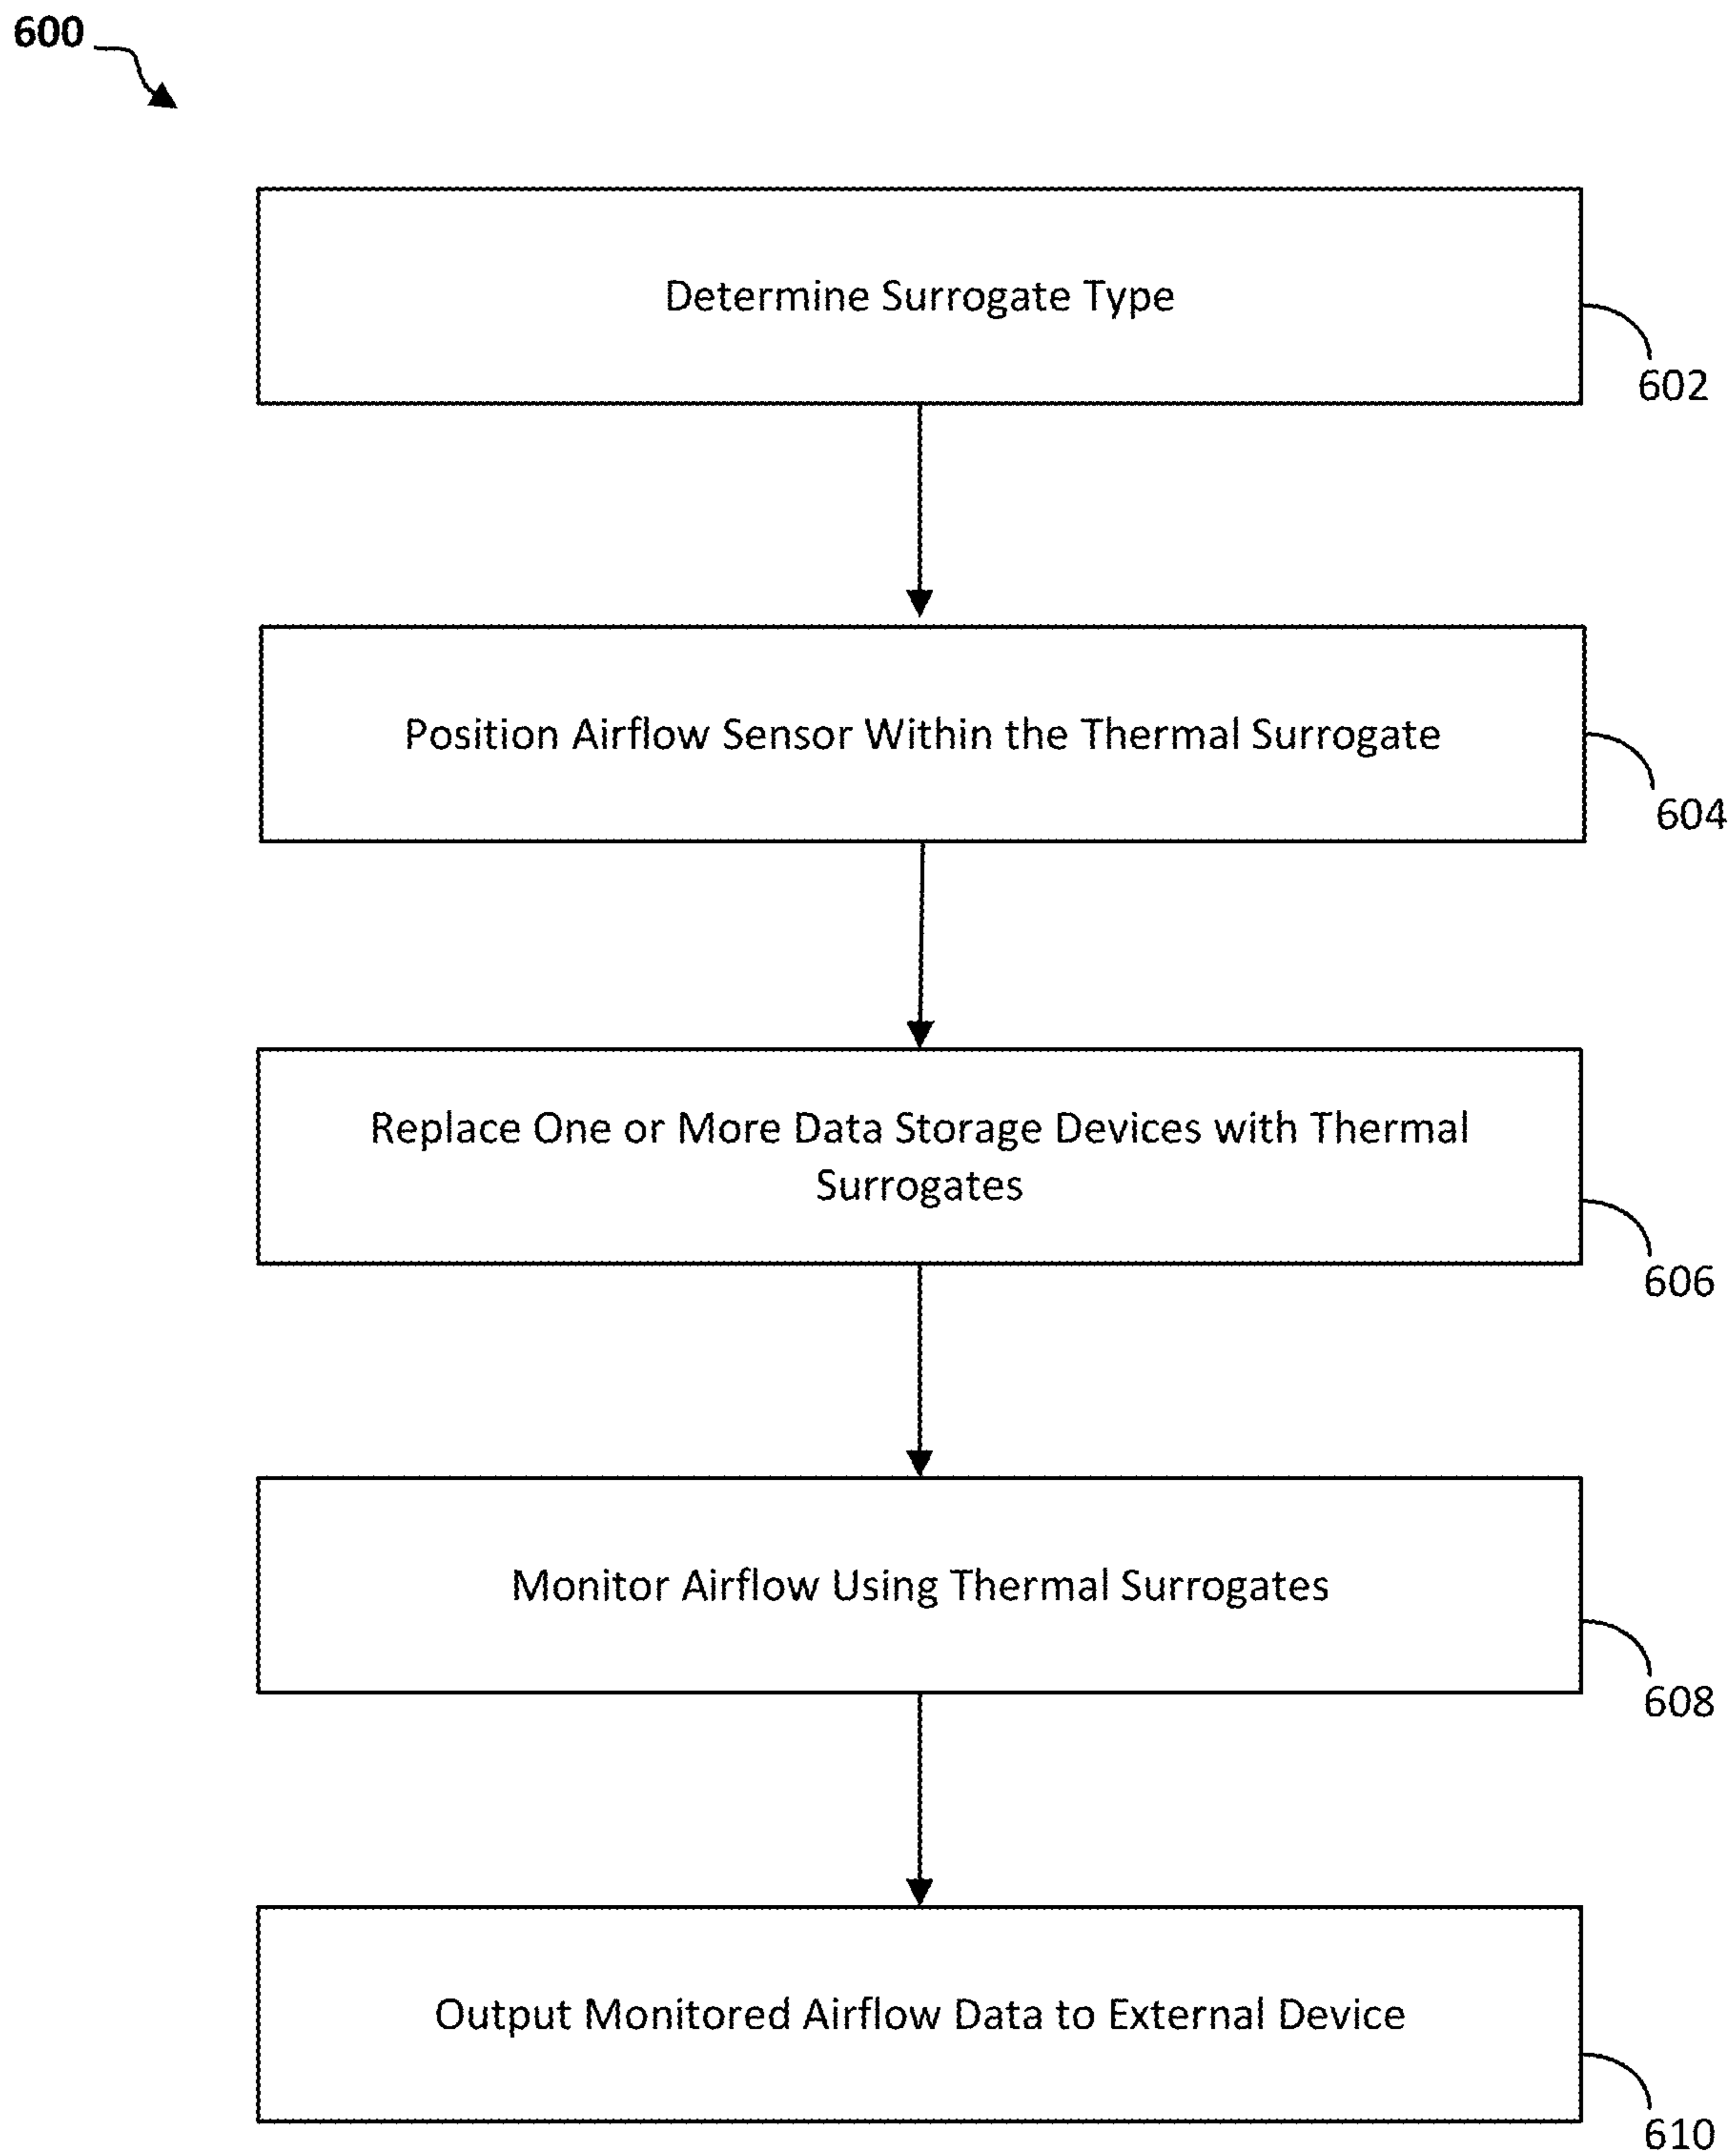 600
Determine Surrogate Type
602
Position Airflow Sensor Within the Thermal Surrogate
604
Replace One or More Data Storage Devices with Thermal
Surrogates
606
Monitor Airflow Using Thermal Surrogates
608
Output Monitored Airflow Data to External Device
610